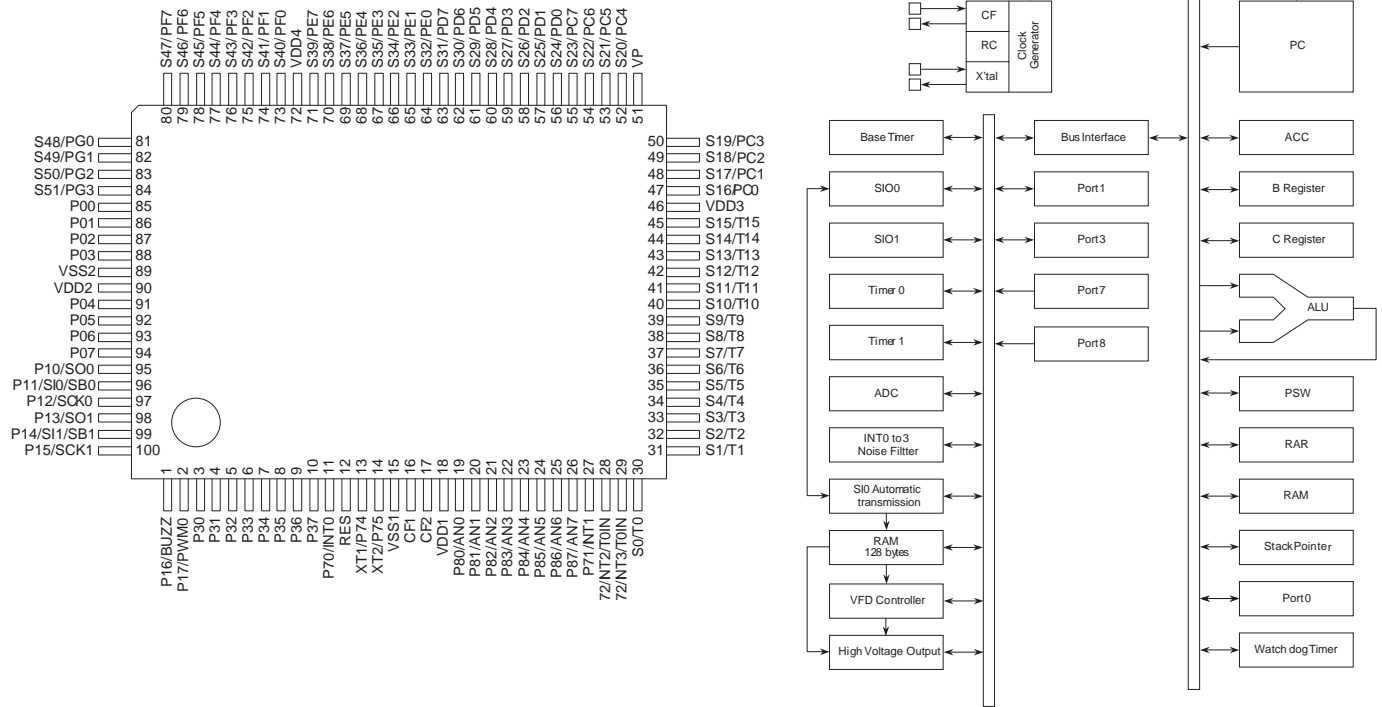 S47/PF7
S46/PF6
S45/PF5
S44/PF4
S43/PF3
S42/PF2
S41/PF1
S40/PF0
VDD4
S39/PE7
S38/PE6
S37/PE5
S36/PE4
S35/PE3
S34/PE2
S33/PE1
S32/PE0
S31/PD7
S30/PD6
S29/PD5
S28/PD4
S27/PD3
S26/PD2
S25/PD1
S24/PD0
S23/PC7
S22/PC6
S21/PC5
S20/PC4
VP
80
79
78
77
76
75
74
73
72
71
70
69
68
67
66
65
64
63
62
61
60
59
58
57
56
55
54
53
52
51
S48/PG0 81
S49/PG1 82
S50/PG2 83
S51/PG3 84
P00 85
P01 86
P02 87
P03 88
VSS2 89
VDD2 90
P04 91
P05 92
P06 93
P07 94
P10/SO0 95
P11/SI0/SB0 96
P12/SCK0 97
P13/SO1 98
P14/SI1/SB1 99
P15/SCK1 100
50 S19/PC3
49 S18/PC2
48 S17/PC1
47 S16/PC0
46 VDD3
45 S15/T15
44 S14/T14
43 S13/T13
42 S12/T12
41 S11/T11
40 S10/T10
39 S9/T9
38 S8/T8
37 S7/T7
36 S6/T6
35 S5/T5
34 S4/T4
33 S3/T3
32 S2/T2
31 S1/T1
1
2
3
4
5
6
7
8
9
10
11
12
13
14
15
16
17
18
19
20
21
22
23
24
25
26
27
28
29
30
P16/BUZZ
P17/PWM0
P30
P31
P32
P33
P34
P35
P36
P37
P70/INT0
RES
XT1/P74
XT2/P75
VSS1
CF1
CF2
VDD1
P80/AN0
P81/AN1
P82/AN2
P83/AN3
P84/AN4
P85/AN5
P86/AN6
P87/AN7
P71/INT1
72/NT2/T0IN
72/NT3/T0IN
S0/T0
CF
RC
X'tal
Clock
Generator
PC
Base Timer
Bus Interface
ACC
SIO0
Port 1
B Register
SIO1
Port 3
C Register
Timer 0
Port 7
ALU
Timer 1
Port 8
ADC
PSW
INT0 to 3
Noise Filtter
RAR
SI0 Automatic
transmission
RAM
RAM
128 bytes
Stack Pointer
VFD Controller
Port 0
High Voltage Output
Watch dog Timer